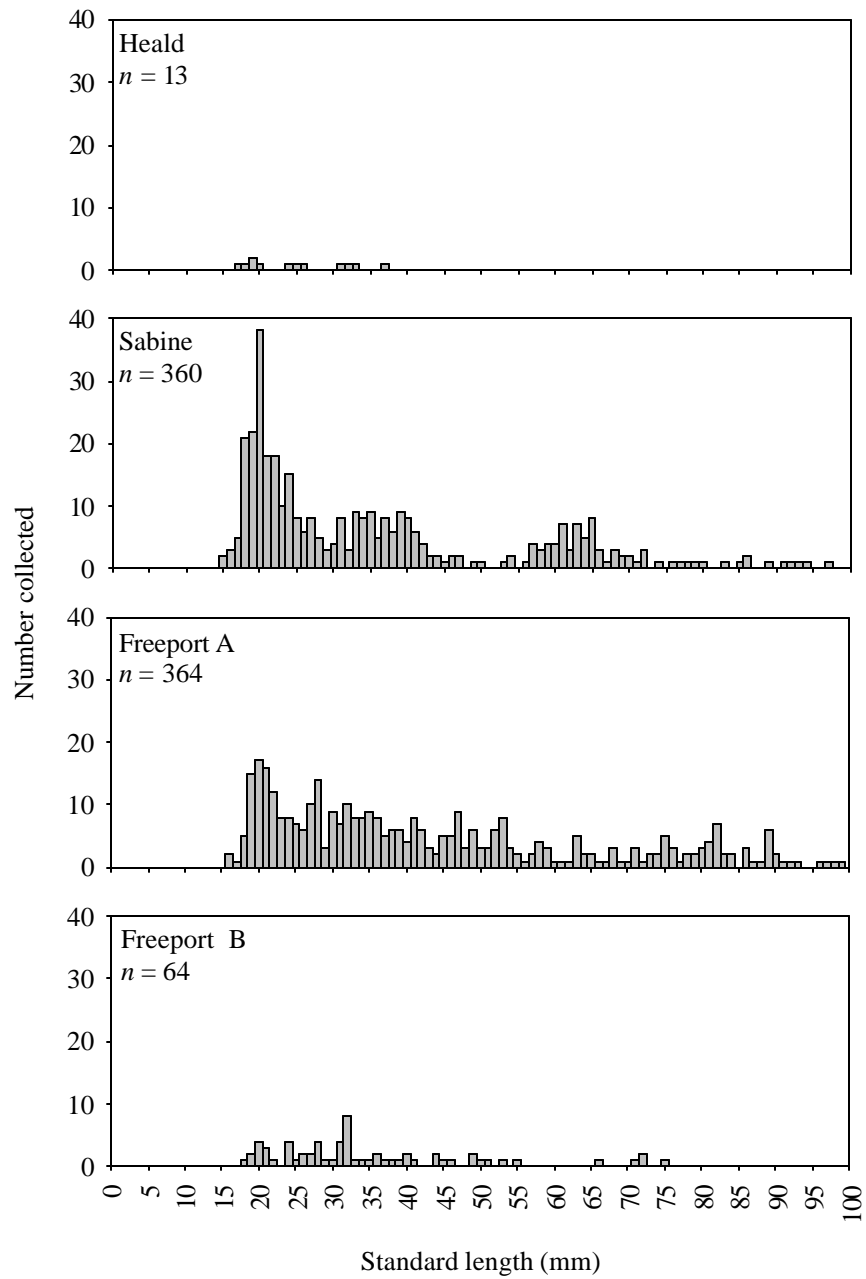 40
Heald
n = 13
30
20
10
0
40
Sabine
n = 360
30
20
10
0
Number collected
40
Freeport A
n = 364
30
20
10
0
40
Freeport B
n = 64
30
20
10
0
0 5 10 15 20 25 30 35 40 45 50 55 60 65 70 75 80 85 90 95 100
Standard length (mm)